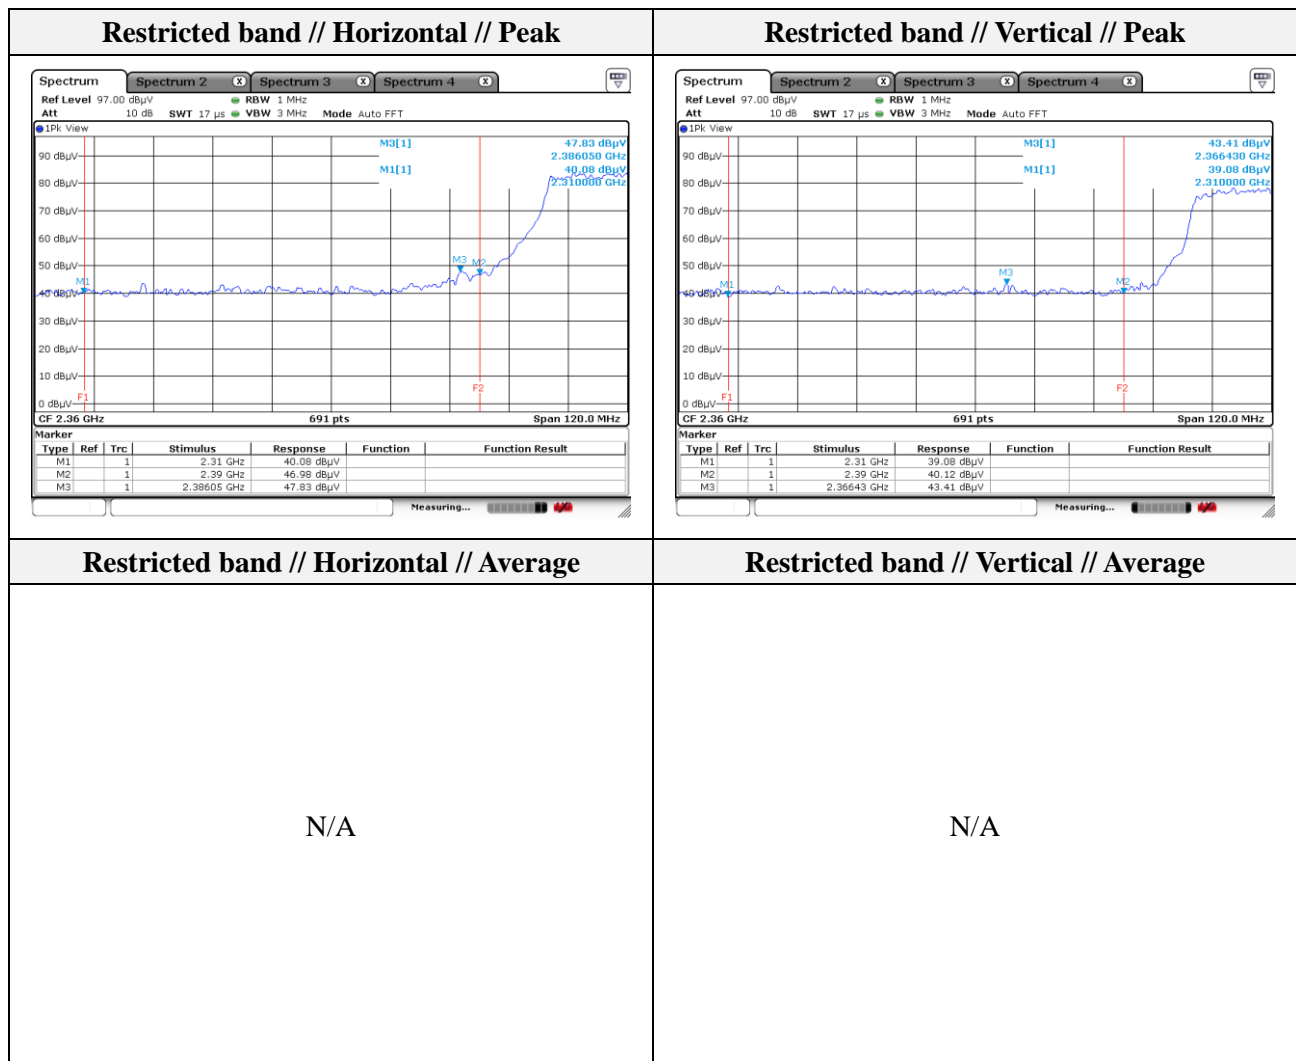 Restricted band // Horizontal // Peak
Restricted band // Vertical // Peak
Spectrum Spectrum 2 X Spectrum 3 X Spectrum 4 X
Ref Level 97.00 dBµV RBW 1 MHz
Att 10 dB SWT 17 µs VBW 3 MHz Mode Auto FFT
1Pk View
M3[1] 47.83 dBµV
2.386050 GHz
M1[1] 40.08 dBµV
2.310000 GHz
90 dBµV
80 dBµV
70 dBµV
60 dBµV
50 dBµV
40 dBµV
30 dBµV
20 dBµV
10 dBµV
0 dBµV
M1
M3
M2
F1
F2
CF 2.36 GHz 691 pts Span 120.0 MHz
Marker
Type Ref Trc Stimulus Response Function Function Result
M1 1 2.31 GHz 40.08 dBµV
M2 1 2.39 GHz 46.98 dBµV
M3 1 2.38605 GHz 47.83 dBµV
Measuring...
Spectrum Spectrum 2 X Spectrum 3 X Spectrum 4 X
Ref Level 97.00 dBµV RBW 1 MHz
Att 10 dB SWT 17 µs VBW 3 MHz Mode Auto FFT
1Pk View
M3[1] 43.41 dBµV
2.366430 GHz
M1[1] 39.08 dBµV
2.310000 GHz
90 dBµV
80 dBµV
70 dBµV
60 dBµV
50 dBµV
40 dBµV
30 dBµV
20 dBµV
10 dBµV
0 dBµV
M1
M3
M2
F1
F2
CF 2.36 GHz 691 pts Span 120.0 MHz
Marker
Type Ref Trc Stimulus Response Function Function Result
M1 1 2.31 GHz 39.08 dBµV
M2 1 2.39 GHz 40.12 dBµV
M3 1 2.36643 GHz 43.41 dBµV
Measuring...
Restricted band // Horizontal // Average
Restricted band // Vertical // Average
N/A
N/A